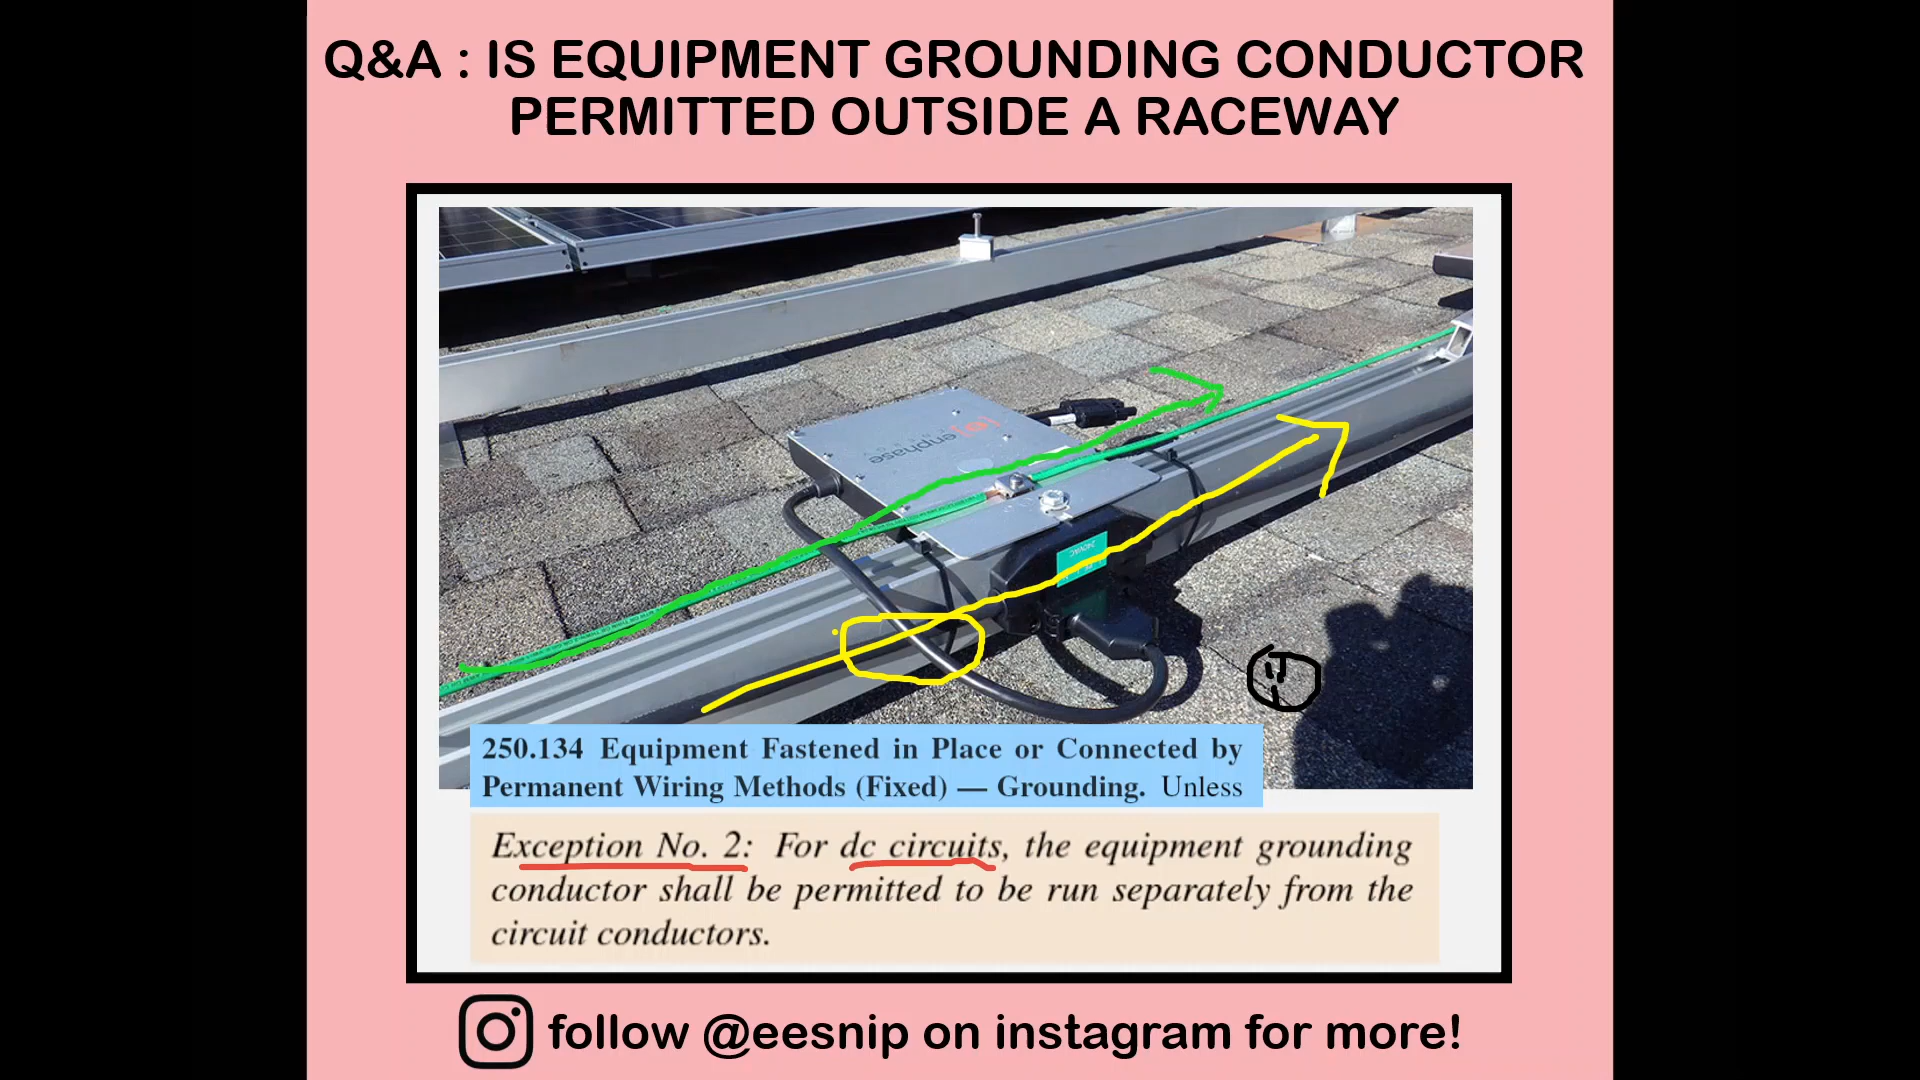 Q&A : IS EQUIPMENT GROUNDING CONDUCTOR
PERMITTED OUTSIDE A RACEWAY
enphase
240VAC
250.134 Equipment Fastened in Place or Connected by
Permanent Wiring Methods (Fixed) — Grounding. Unless
Exception No. 2: For dc circuits, the equipment grounding
conductor shall be permitted to be run separately from the
circuit conductors.
follow @eesnip on instagram for more!